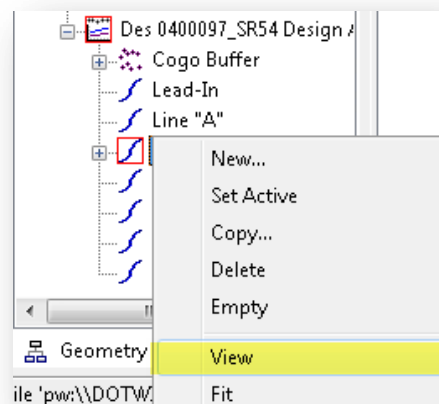 Des 0400097_SR54 Design
Cogo Buffer
Lead-In
Line "A"
New...
Set Active
Copy...
Delete
Empty
Geometry
View
ile 'pw:\\DOTW
Fit